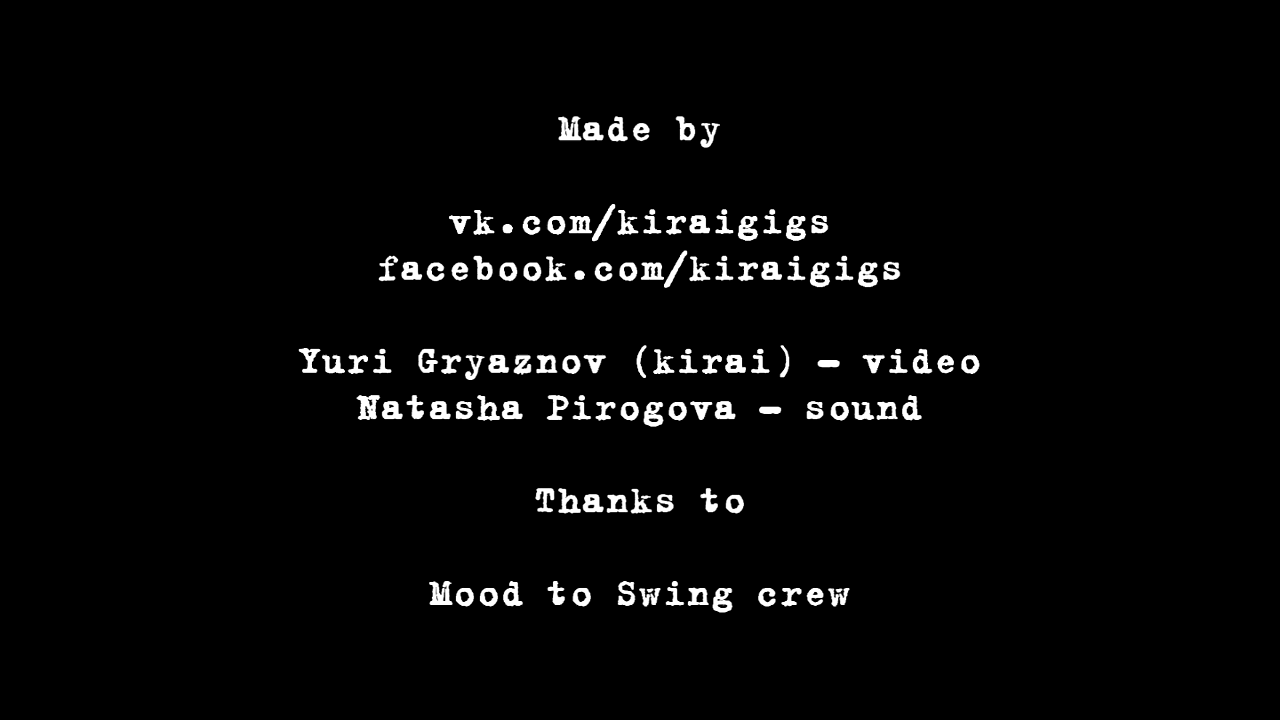 Made by
vk.com/kiraigigs
facebook.com/kiraigigs
Yuri Gryaznov (kirai) - video
Natasha Pirogova - sound
Thanks to
Mood to Swing crew